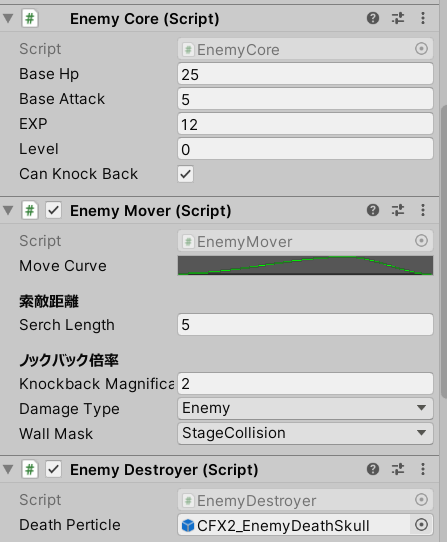 Enemy Core (Script)
Script EnemyCore
Base Hp 25
Base Attack 5
EXP 12
Level 0
Can Knock Back
Enemy Mover (Script)
Script EnemyMover
Move Curve
索敵距離
Serch Length 5
ノックバック倍率
Knockback Magnifica 2
Damage Type Enemy
Wall Mask StageCollision
Enemy Destroyer (Script)
Script EnemyDestroyer
Death Perticle CFX2_EnemyDeathSkull